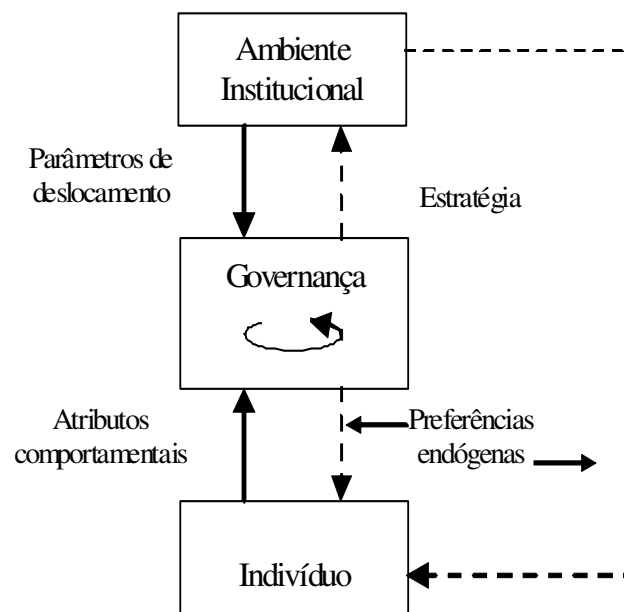 Ambiente
Institucional
Parâmetros de
deslocamento
Estratégia
Governança
Atributos
comportamentais
Preferências
endógenas
Indivíduo